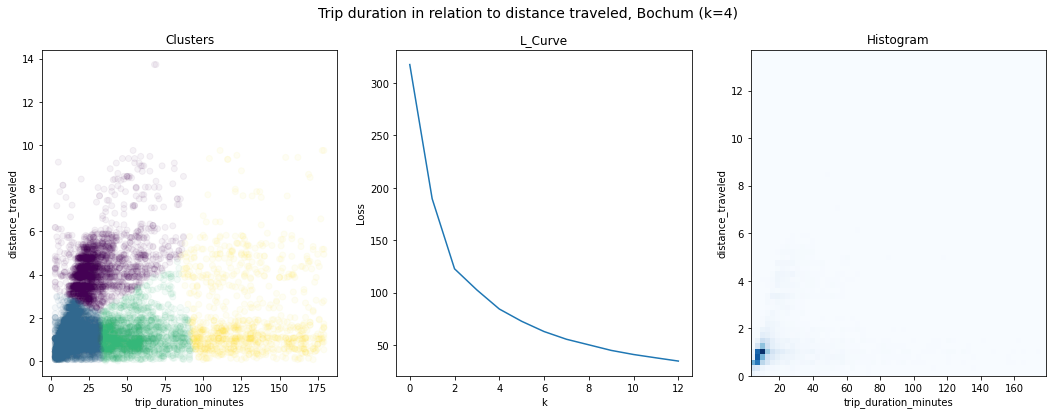 Trip duration in relation to distance traveled, Bochum (k=4)
Clusters
14
12
10
8
6
4
2
0
distance_traveled
0 25 50 75 100 125 150 175
trip_duration_minutes
L_Curve
300
250
200
150
100
50
Loss
0 2 4 6 8 10 12
k
Histogram
12
10
8
6
4
2
0
distance_traveled
20 40 60 80 100 120 140 160
trip_duration_minutes